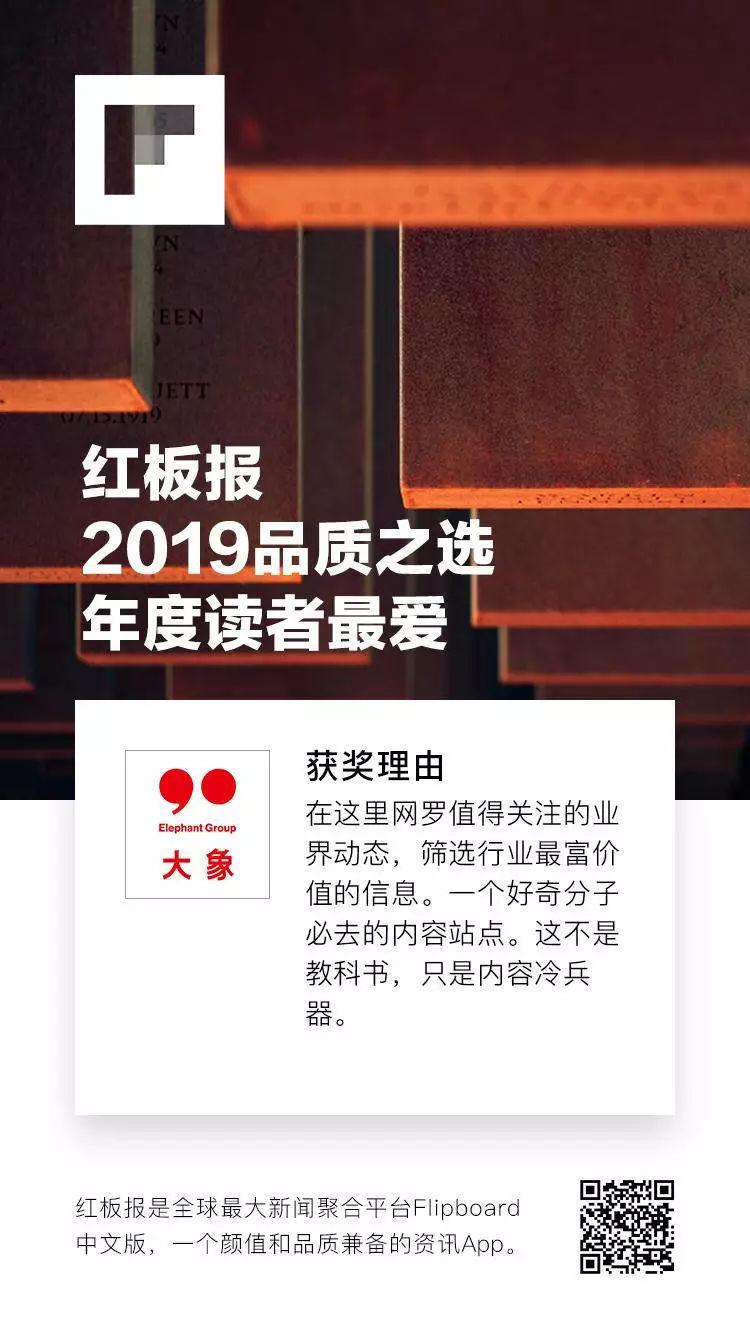 EEN
JETT
07.13.1919
红板报
2019品质之选
年度读者最爱
Elephant Group
大象
获奖理由
在这里网罗值得关注的业
界动态，筛选行业最富价
值的信息。一个好奇分子
必去的内容站点。这不是
教科书，只是内容冷兵
器。
红板报是全球最大新闻聚合平台Flipboard
中文版，一个颜值和品质兼备的资讯App。